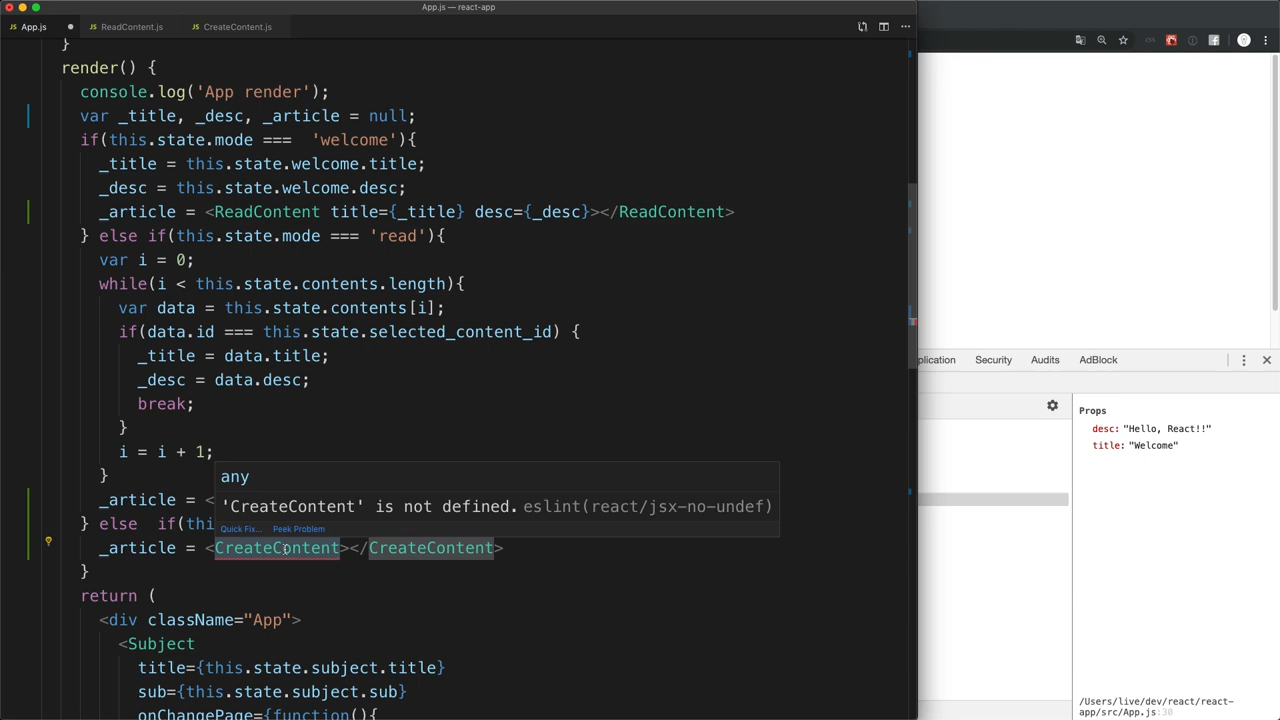 App.js — react-app
JS App.js JS ReadContent.js JS CreateContent.js
}
render() {
console.log('App render');
var _title, _desc, _article = null;
if(this.state.mode === 'welcome'){
_title = this.state.welcome.title;
_desc = this.state.welcome.desc;
_article = <ReadContent title={_title} desc={_desc}></ReadContent>
} else if(this.state.mode === 'read'){
var i = 0;
while(i < this.state.contents.length){
var data = this.state.contents[i];
if(data.id === this.state.selected_content_id) {
_title = data.title;
_desc = data.desc;
break;
}
i = i + 1;
}
any
'CreateContent' is not defined. eslint(react/jsx-no-undef)
Quick Fix... Peek Problem
_article = <
} else if(th
_article = <CreateContent></CreateContent>
}
return (
<div className="App">
<Subject
title={this.state.subject.title}
sub={this.state.subject.sub}
onChangePage={function(){
plication Security Audits AdBlock
Props
desc: "Hello, React!!"
title: "Welcome"
/Users/live/dev/react/react-
app/src/App.js:30